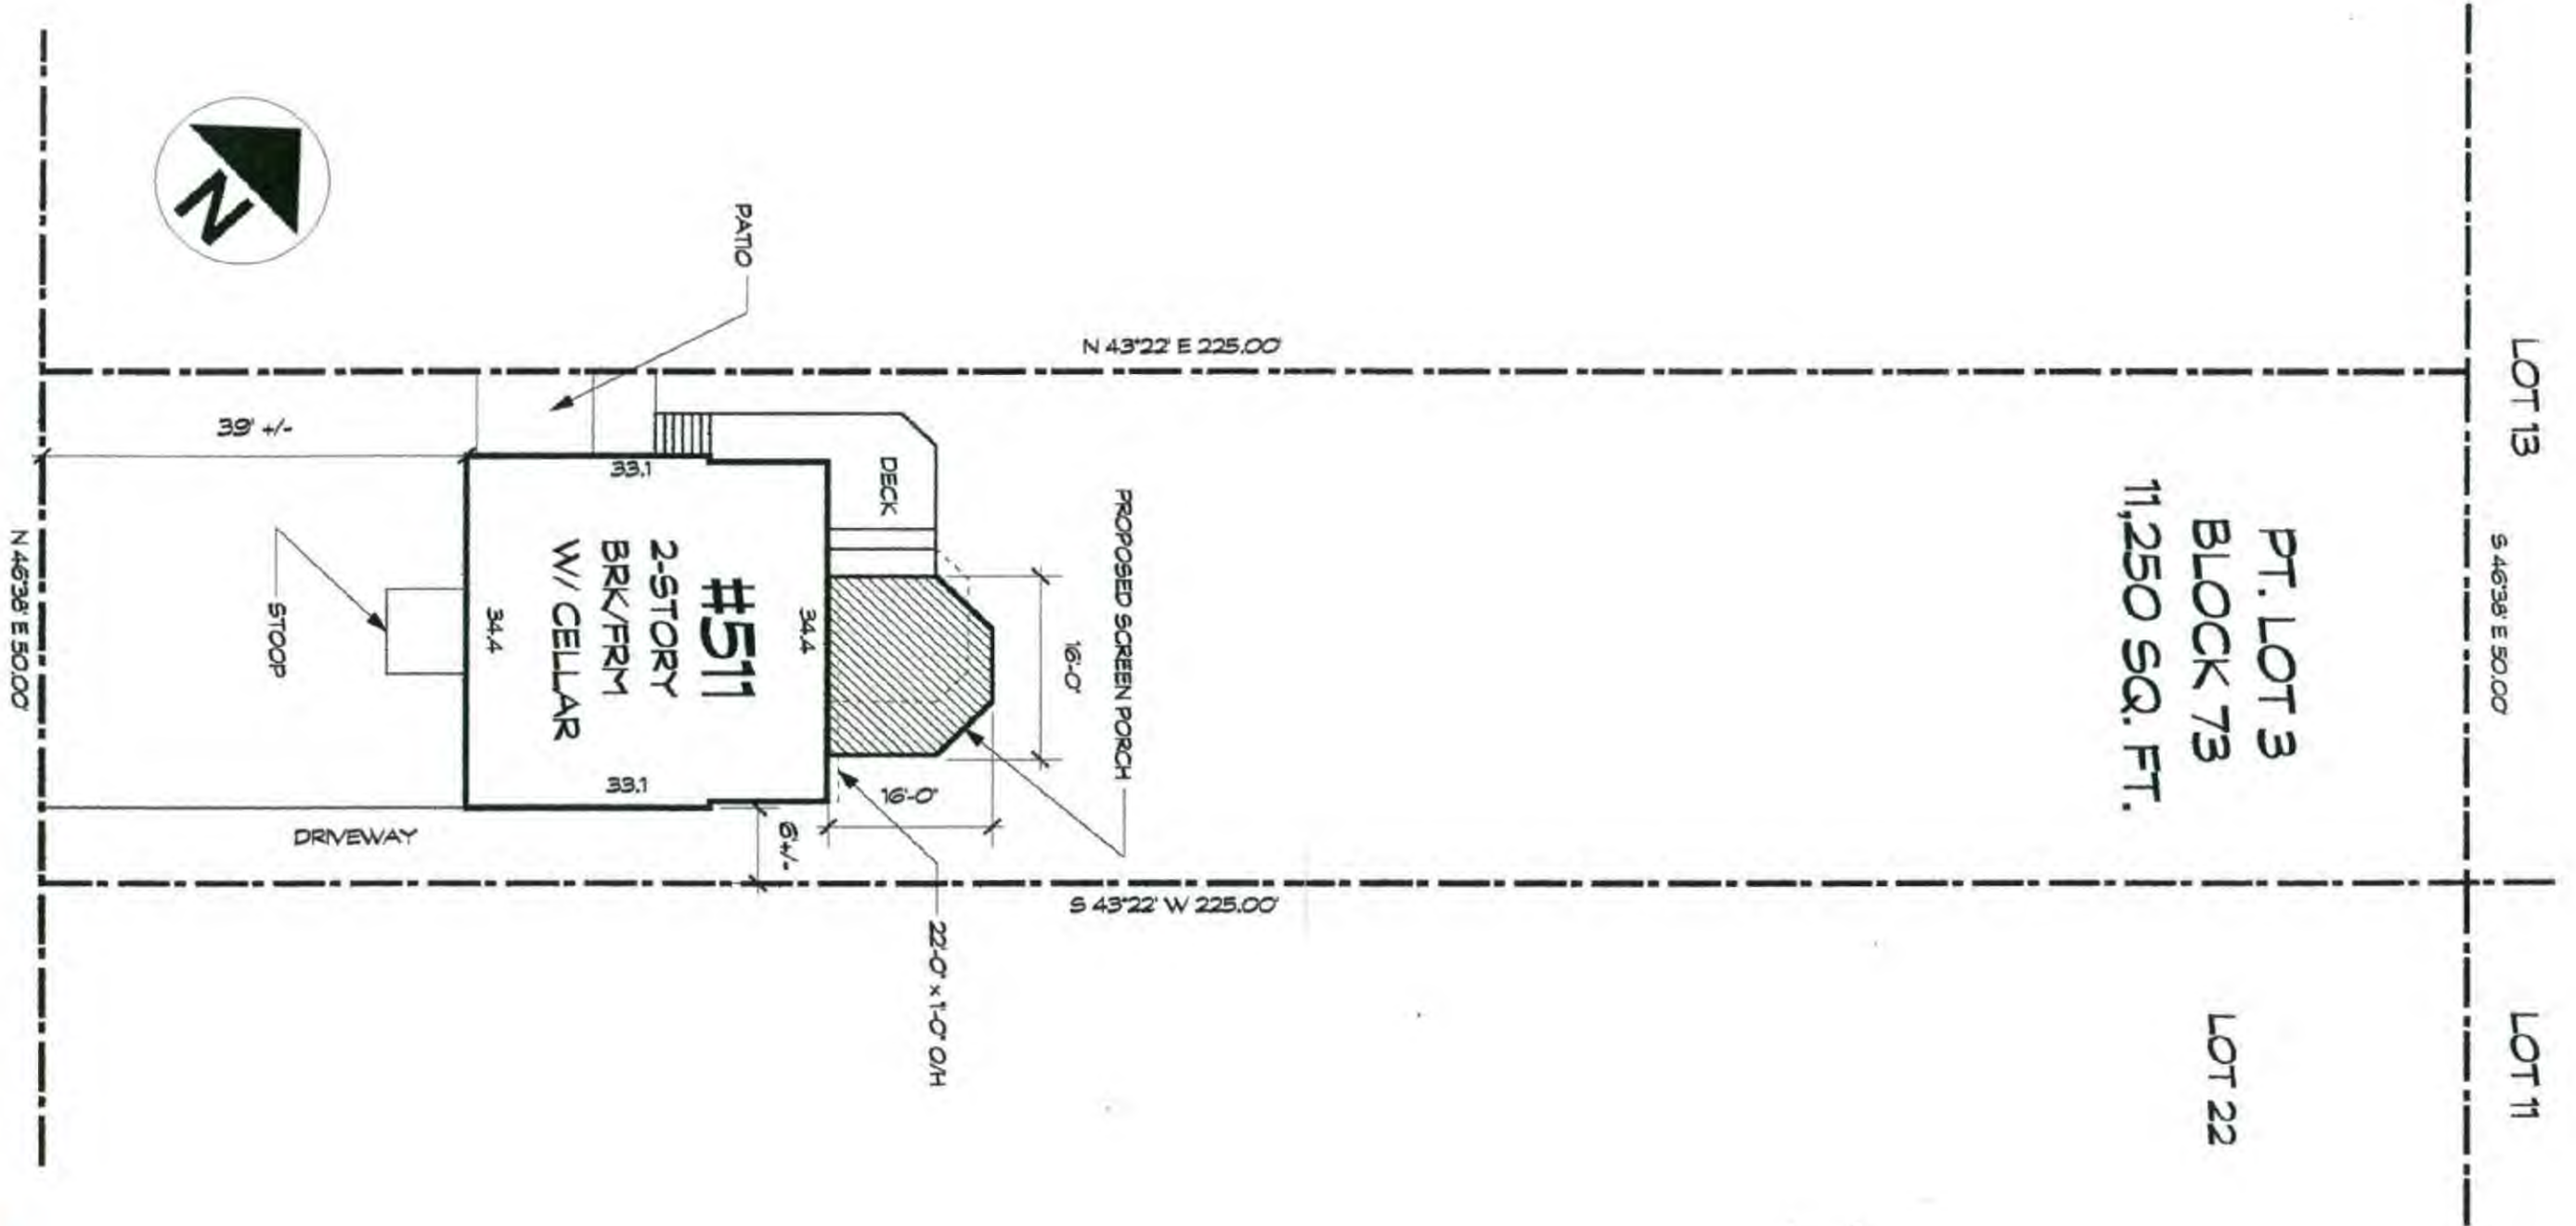 LOT 13
LOT 11
S 46°38' E 50.00'
PT. LOT 3
BLOCK 73
11,250 SQ. FT.
LOT 22
N 43°22' E 225.00'
S 43°22' W 225.00'
PROPOSED SCREEN PORCH
16'-0"
16'-0"
22'-0" x 1'-0" O/H
DECK
PATIO
6'+/-
34.4
33.1
33.1
#511
2-STORY
BRK/FRM
W/ CELLAR
34.4
STOOP
DRIVEWAY
39' +/-
N
N 46°38' E 50.00'